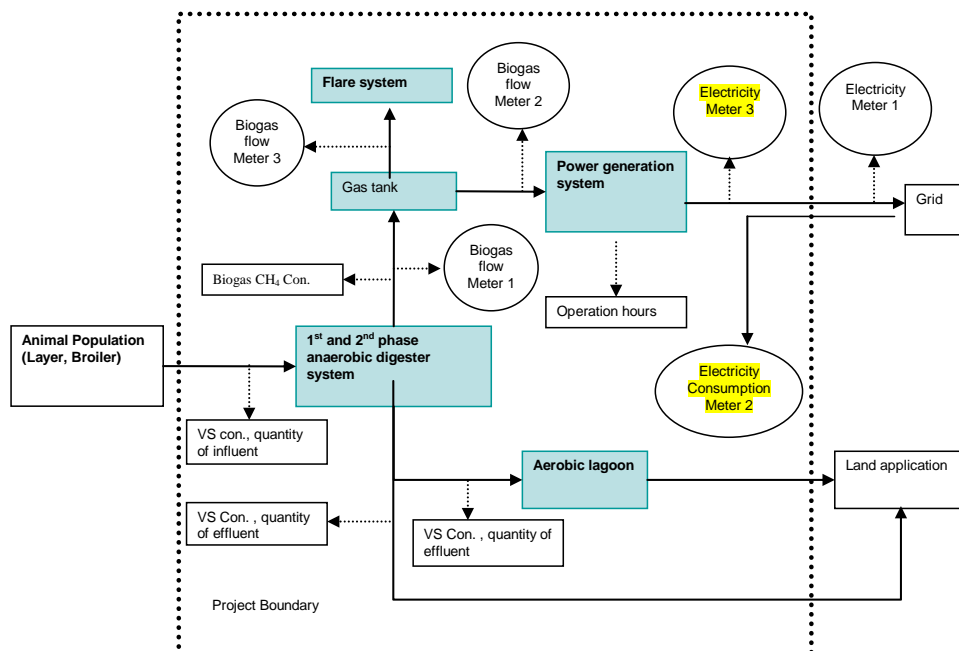 Flare system
Biogas
flow
Meter 3
Biogas
flow
Meter 2
Electricity
Meter 3
Electricity
Meter 1
Gas tank
Power generation
system
Grid
Biogas CH₄ Con.
Biogas
flow
Meter 1
Operation hours
Animal Population
(Layer, Broiler)
1st and 2nd phase
anaerobic digester
system
Electricity
Consumption
Meter 2
VS con., quantity
of influent
Aerobic lagoon
Land application
VS Con. , quantity
of effluent
VS Con. , quantity of
effluent
Project Boundary